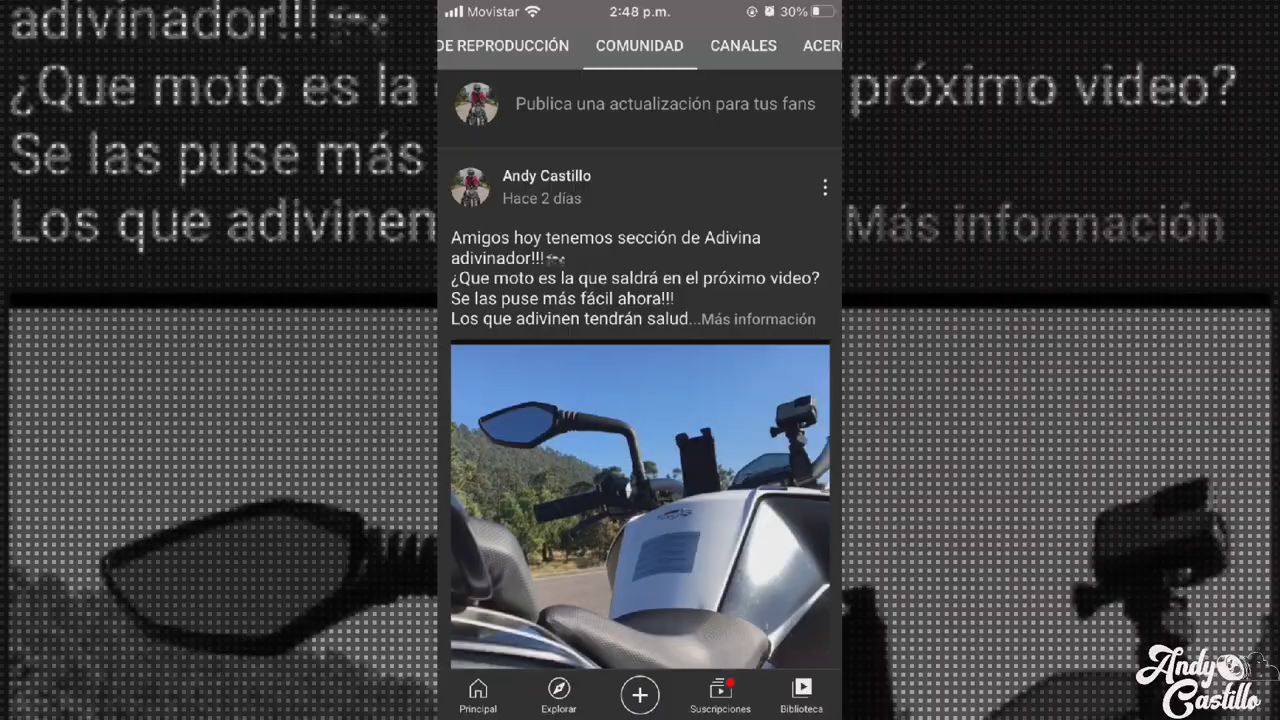 Movistar
2:48 p.m.
30%
DE REPRODUCCIÓN
COMUNIDAD
CANALES
ACER
Publica una actualización para tus fans
Andy Castillo
Hace 2 días
Amigos hoy tenemos sección de Adivina
adivinador!!!
¿Que moto es la que saldrá en el próximo video?
Se las puse más fácil ahora!!!
Los que adivinen tendrán salud...Más información
Principal
Explorar
Suscripciones
Biblioteca
adivinador!!!
¿Que moto es la
próximo video?
Se las puse más
Los que adivinen
Más información
Andy
Castillo